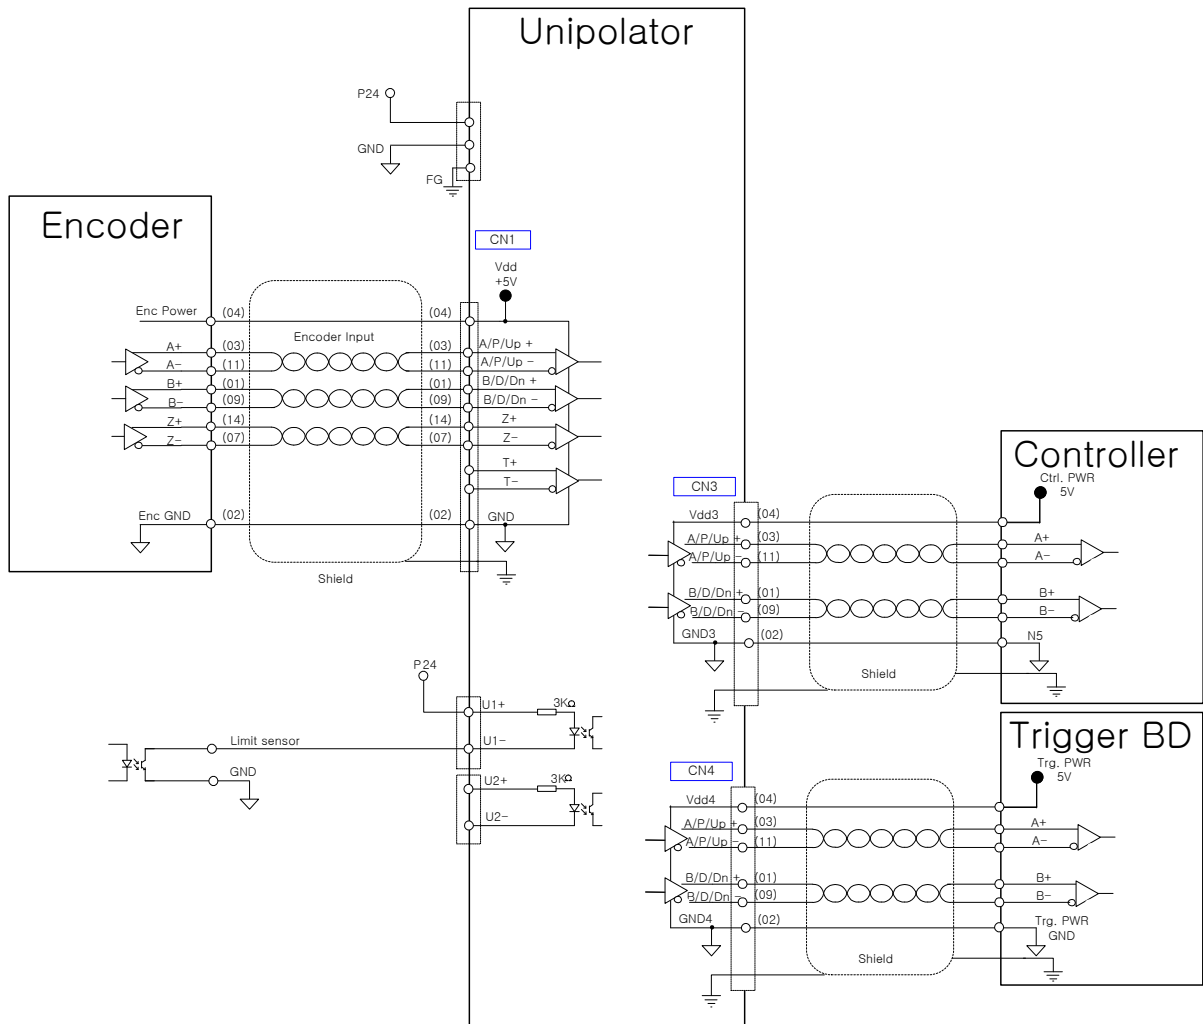 Unipolator
P24
GND
FG
Encoder
CN1
Vdd
+5V
Enc Power
(04)
(04)
Encoder Input
A+
(03)
(03)
A/P/Up +
A-
(11)
(11)
A/P/Up -
B+
(01)
(01)
B/D/Dn +
B-
(09)
(09)
B/D/Dn -
Z+
(14)
(14)
Z+
Z-
(07)
(07)
Z-
T+
T-
Enc GND
(02)
(02)
GND
Shield
Controller
Ctrl. PWR
5V
CN3
Vdd3
(04)
A/P/Up +
(03)
A+
A/P/Up -
(11)
A-
B/D/Dn +
(01)
B+
B/D/Dn -
(09)
B-
GND3
(02)
N5
Shield
P24
U1+
3KΩ
Limit sensor
U1-
GND
U2+
3KΩ
U2-
Trigger BD
Trg. PWR
5V
CN4
Vdd4
(04)
A/P/Up +
(03)
A+
A/P/Up -
(11)
A-
B/D/Dn +
(01)
B+
B/D/Dn -
(09)
B-
GND4
(02)
Trg. PWR
GND
Shield